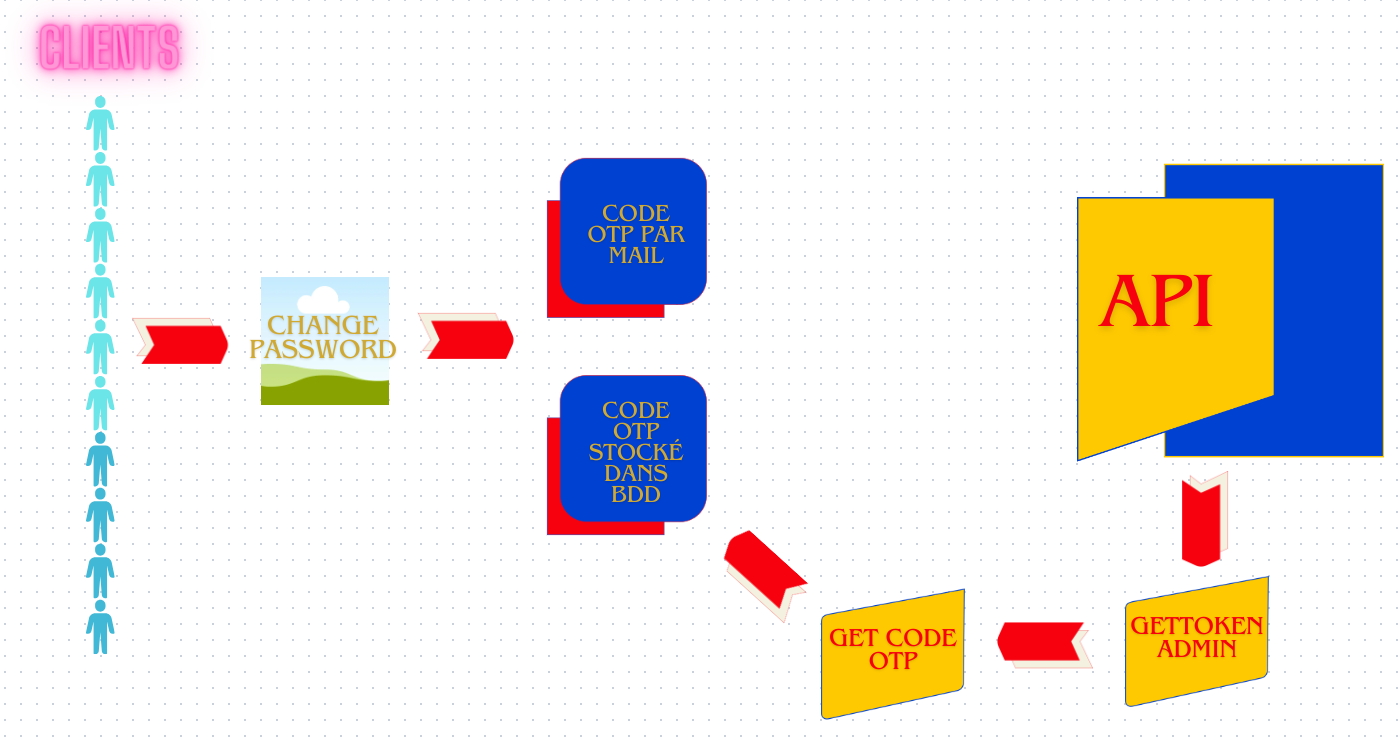 CLIENTS
CHANGE
PASSWORD
CODE
OTP PAR
MAIL
CODE
OTP
STOCKÉ
DANS
BDD
API
GETTOKEN
ADMIN
GET CODE
OTP